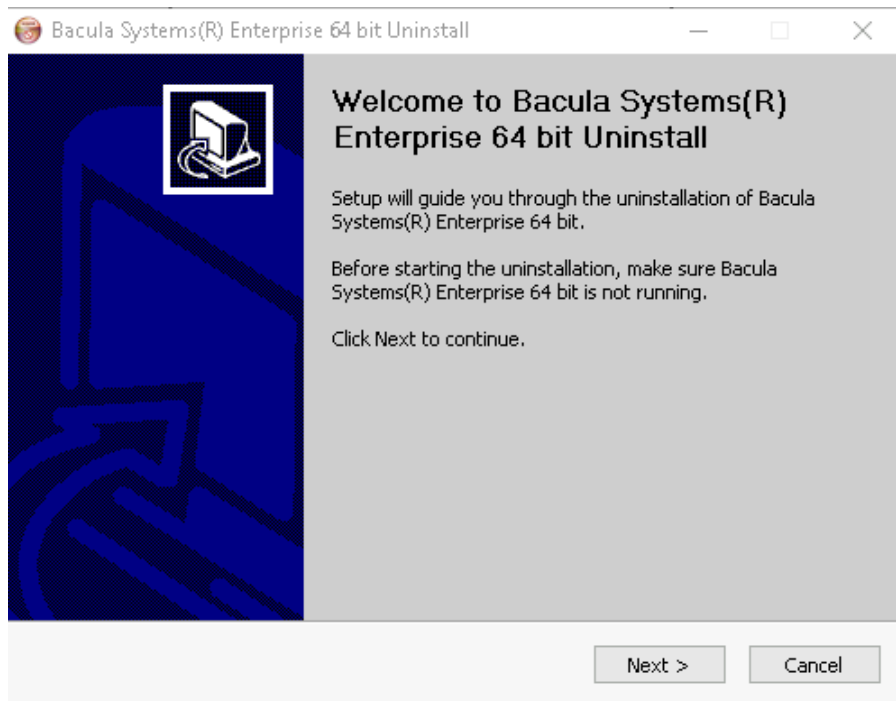 Bacula Systems(R) Enterprise 64 bit Uninstall
Welcome to Bacula Systems(R)
Enterprise 64 bit Uninstall
Setup will guide you through the uninstallation of Bacula
Systems(R) Enterprise 64 bit.
Before starting the uninstallation, make sure Bacula
Systems(R) Enterprise 64 bit is not running.
Click Next to continue.
Next >
Cancel